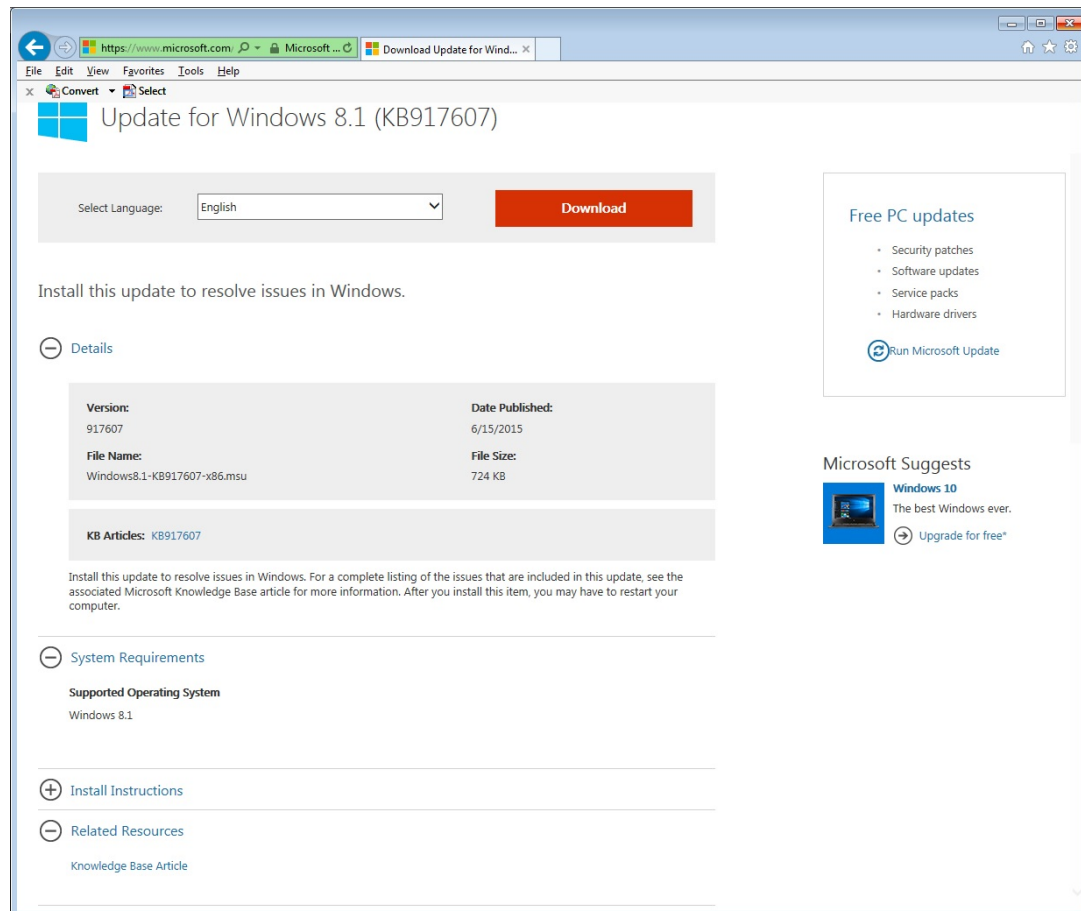 https://www.microsoft.com/ Microsoft ... Download Update for Wind...
File Edit View Favorites Tools Help
x Convert Select
Update for Windows 8.1 (KB917607)
Select Language: English Download
Install this update to resolve issues in Windows.
Details
Version: Date Published:
917607 6/15/2015
File Name: File Size:
Windows8.1-KB917607-x86.msu 724 KB
KB Articles: KB917607
Install this update to resolve issues in Windows. For a complete listing of the issues that are included in this update, see the
associated Microsoft Knowledge Base article for more information. After you install this item, you may have to restart your
computer.
System Requirements
Supported Operating System
Windows 8.1
Install Instructions
Related Resources
Knowledge Base Article
Free PC updates
• Security patches
• Software updates
• Service packs
• Hardware drivers
Run Microsoft Update
Microsoft Suggests
Windows 10
The best Windows ever.
Upgrade for free*